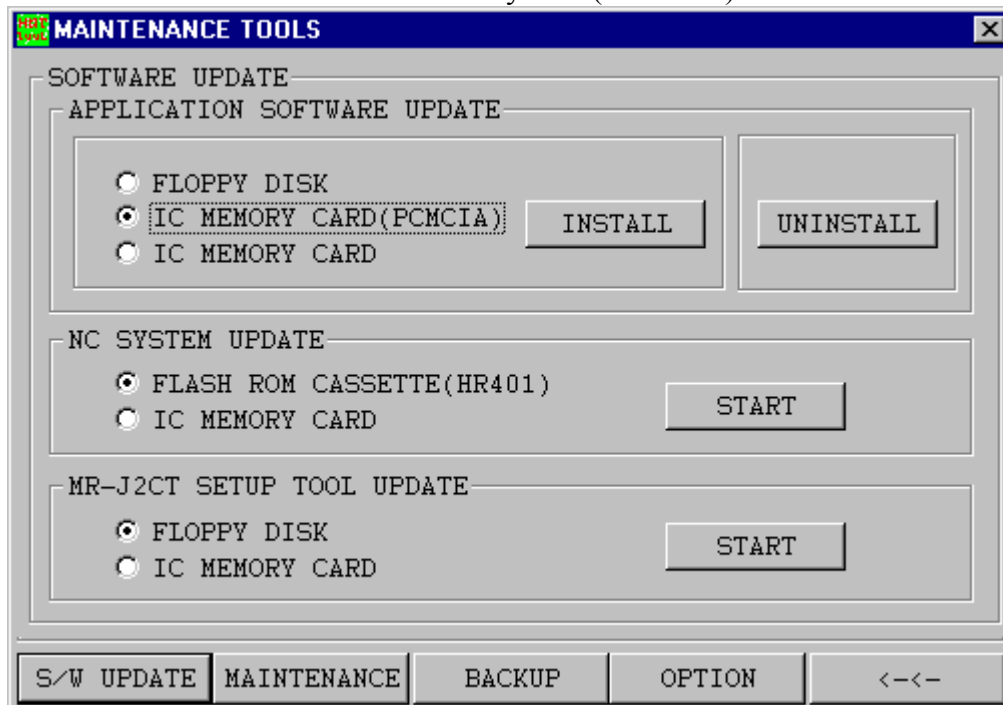 MAINTENANCE TOOLS
SOFTWARE UPDATE
APPLICATION SOFTWARE UPDATE
FLOPPY DISK
IC MEMORY CARD(PCMCIA)
IC MEMORY CARD
INSTALL
UNINSTALL
NC SYSTEM UPDATE
FLASH ROM CASSETTE(HR401)
IC MEMORY CARD
START
MR-J2CT SETUP TOOL UPDATE
FLOPPY DISK
IC MEMORY CARD
START
S/W UPDATE MAINTENANCE BACKUP OPTION <-<-